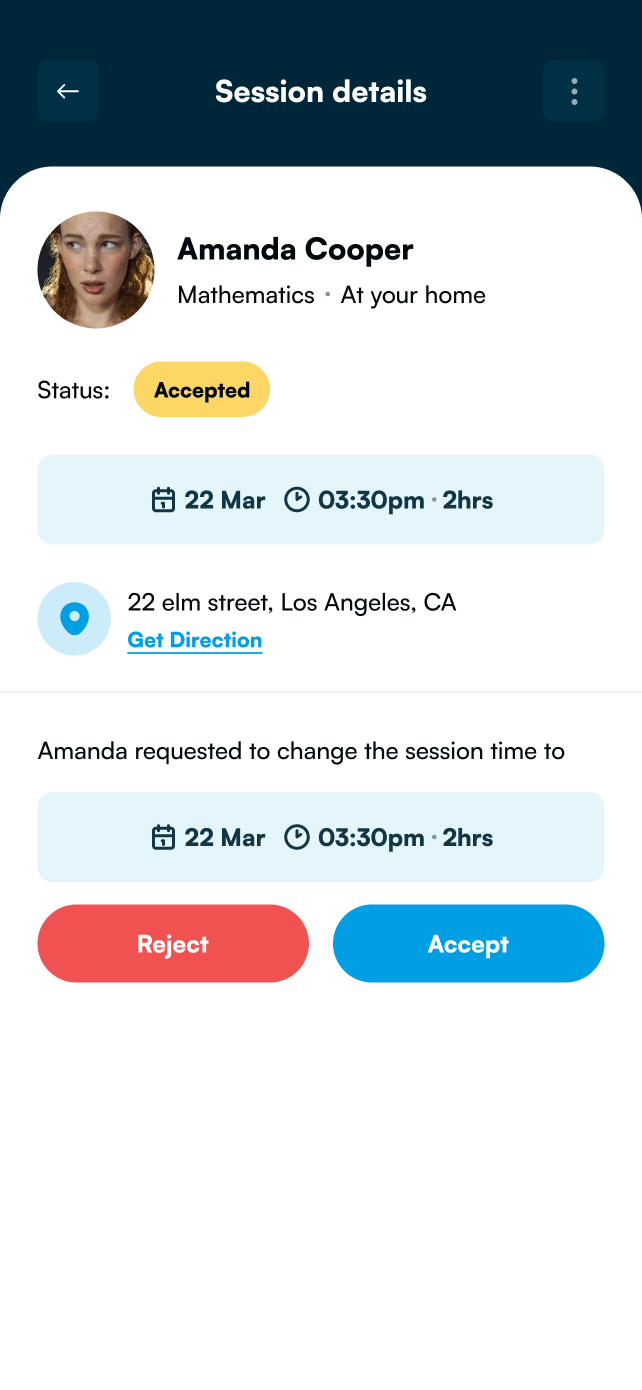 Session details
Amanda Cooper
Mathematics · At your home
Status: Accepted
22 Mar 03:30pm · 2hrs
22 elm street, Los Angeles, CA
Get Direction
Amanda requested to change the session time to
22 Mar 03:30pm · 2hrs
Reject Accept